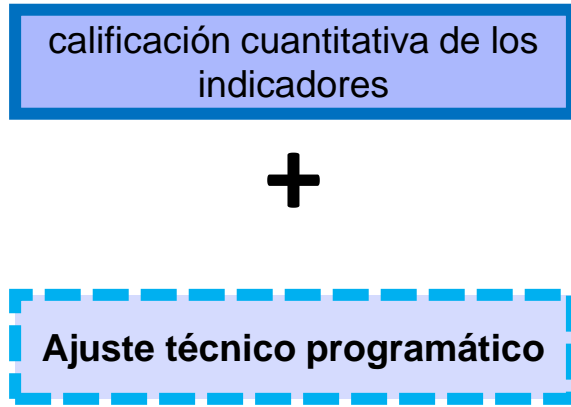 calificación cuantitativa de los
indicadores
+
Ajuste técnico programático